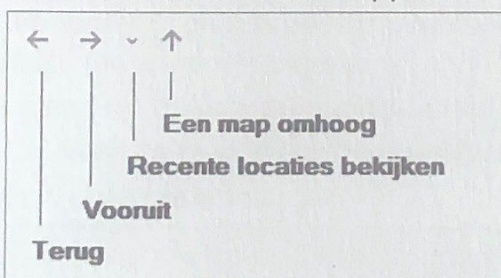 ← → ⌄ ↑
Een map omhoog
Recente locaties bekijken
Vooruit
Terug